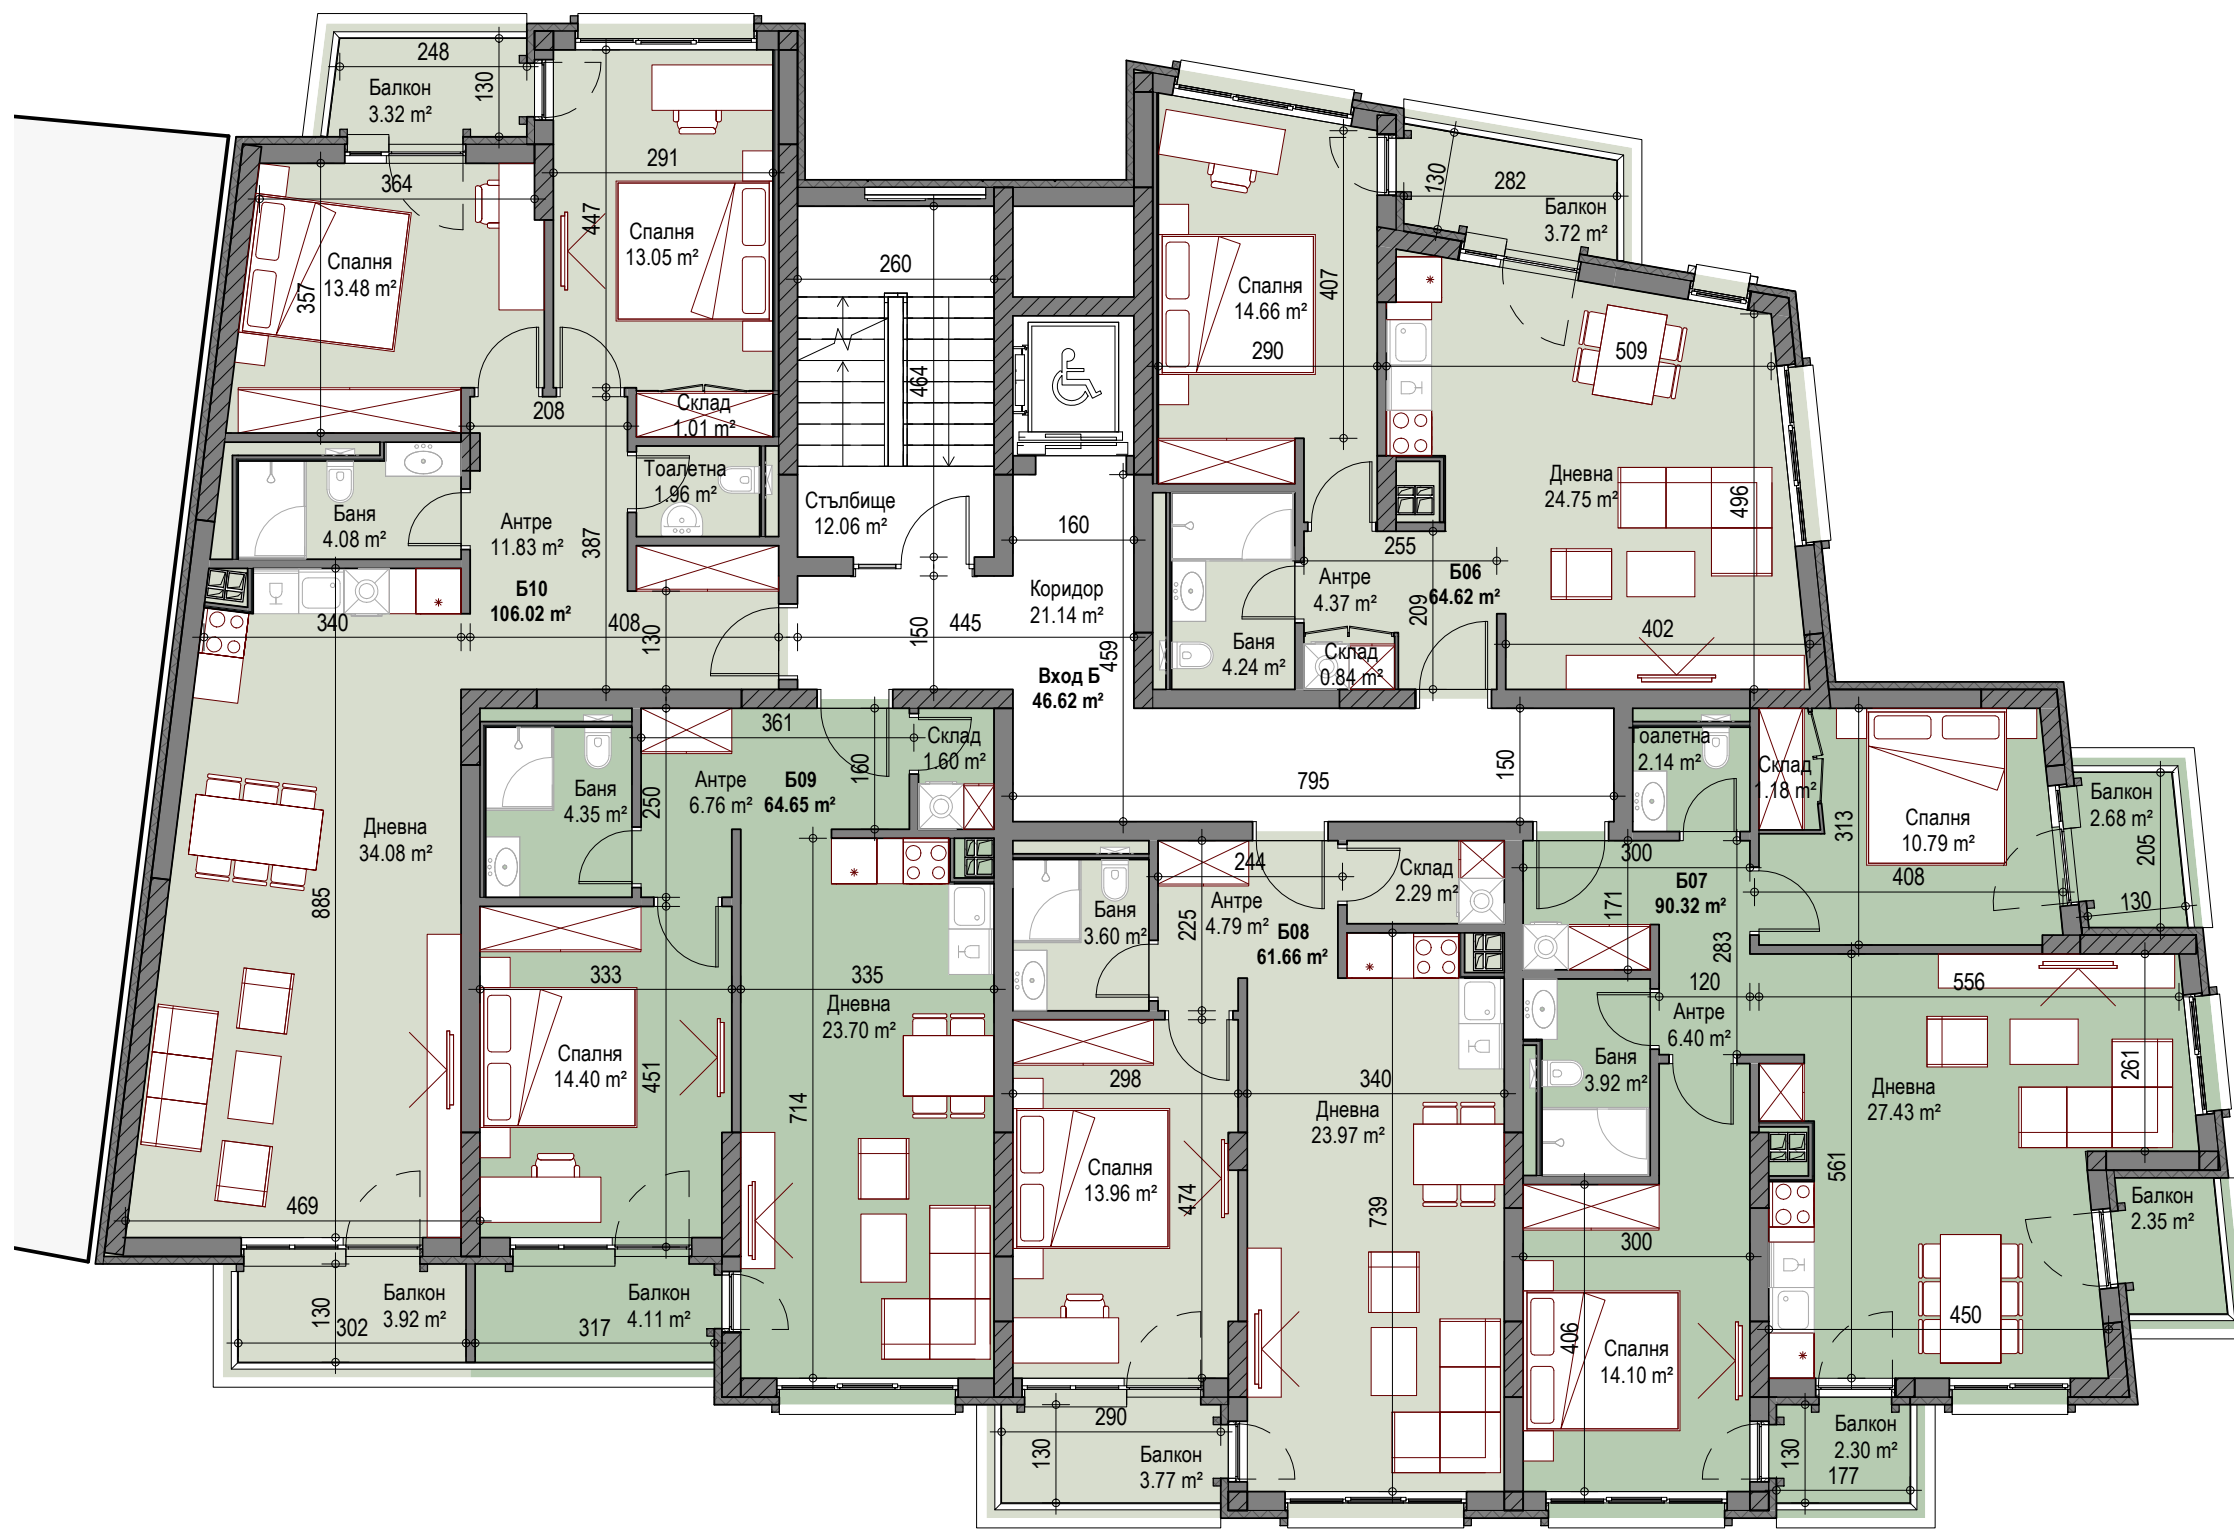 248
130
Балкон
3.32 m²
364
357
Спалня
13.48 m²
291
447
Спалня
13.05 m²
208
Склад
1.01 m²
Тоалетна
1.96 m²
Баня
4.08 m²
Антре
11.83 m²
387
Б10
106.02 m²
340
408
130
Дневна
34.08 m²
885
469
Балкон
3.92 m²
130
302
260
464
Стълбище
12.06 m²
160
Коридор
21.14 m²
150
445
459
Вход Б
46.62 m²
795
150
130
282
Балкон
3.72 m²
407
Спалня
14.66 m²
290
509
Дневна
24.75 m²
496
255
Антре
4.37 m²
Б06
64.62 m²
209
402
Баня
4.24 m²
Склад
0.84 m²
361
160
Склад
1.60 m²
Антре
6.76 m²
Б09
64.65 m²
250
Баня
4.35 m²
333
335
Дневна
23.70 m²
Спалня
14.40 m²
451
714
Балкон
4.11 m²
317
244
Склад
2.29 m²
Баня
3.60 m²
225
Антре
4.79 m²
Б08
61.66 m²
298
340
Дневна
23.97 m²
Спалня
13.96 m²
474
739
290
130
Балкон
3.77 m²
Тоалетна
2.14 m²
Склад
1.18 m²
313
Спалня
10.79 m²
Балкон
2.68 m²
205
130
300
Б07
90.32 m²
171
408
283
120
556
Антре
6.40 m²
Баня
3.92 m²
261
Дневна
27.43 m²
561
Балкон
2.35 m²
300
406
Спалня
14.10 m²
450
Балкон
2.30 m²
130
177